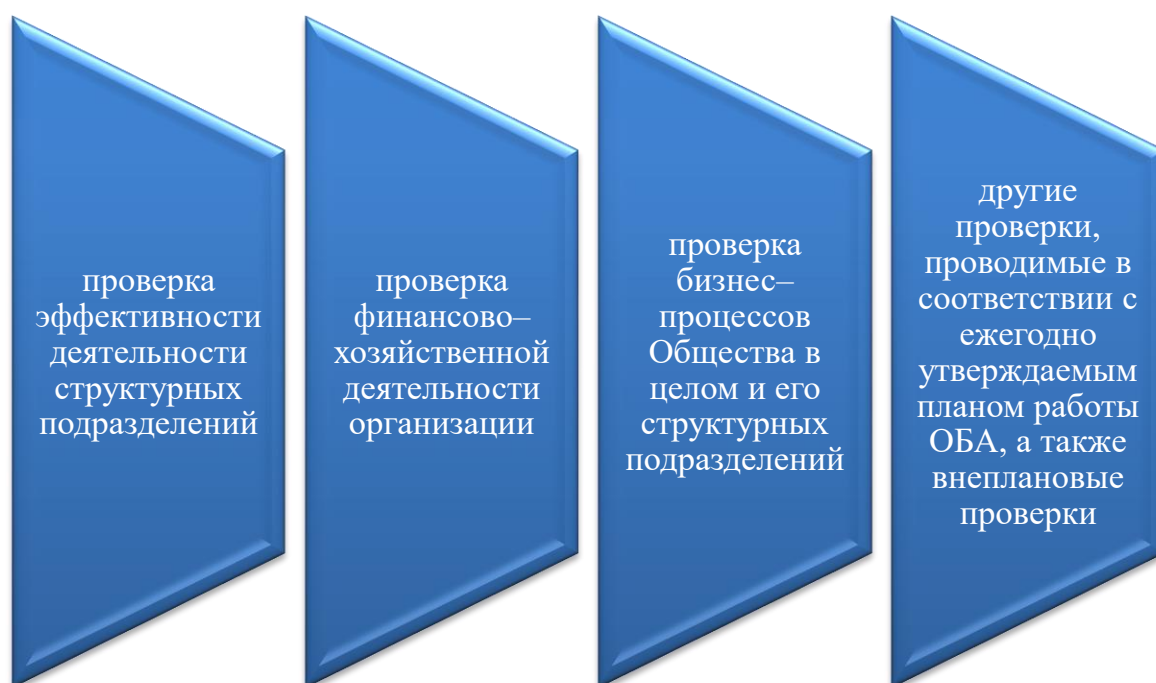 проверка
эффективности
деятельности
структурных
подразделений
проверка
финансово–
хозяйственной
деятельности
организации
проверка
бизнес–
процессов
Общества в
целом и его
структурных
подразделений
другие
проверки,
проводимые в
соответствии с
ежегодно
утверждаемым
планом работы
ОБА, а также
внеплановые
проверки